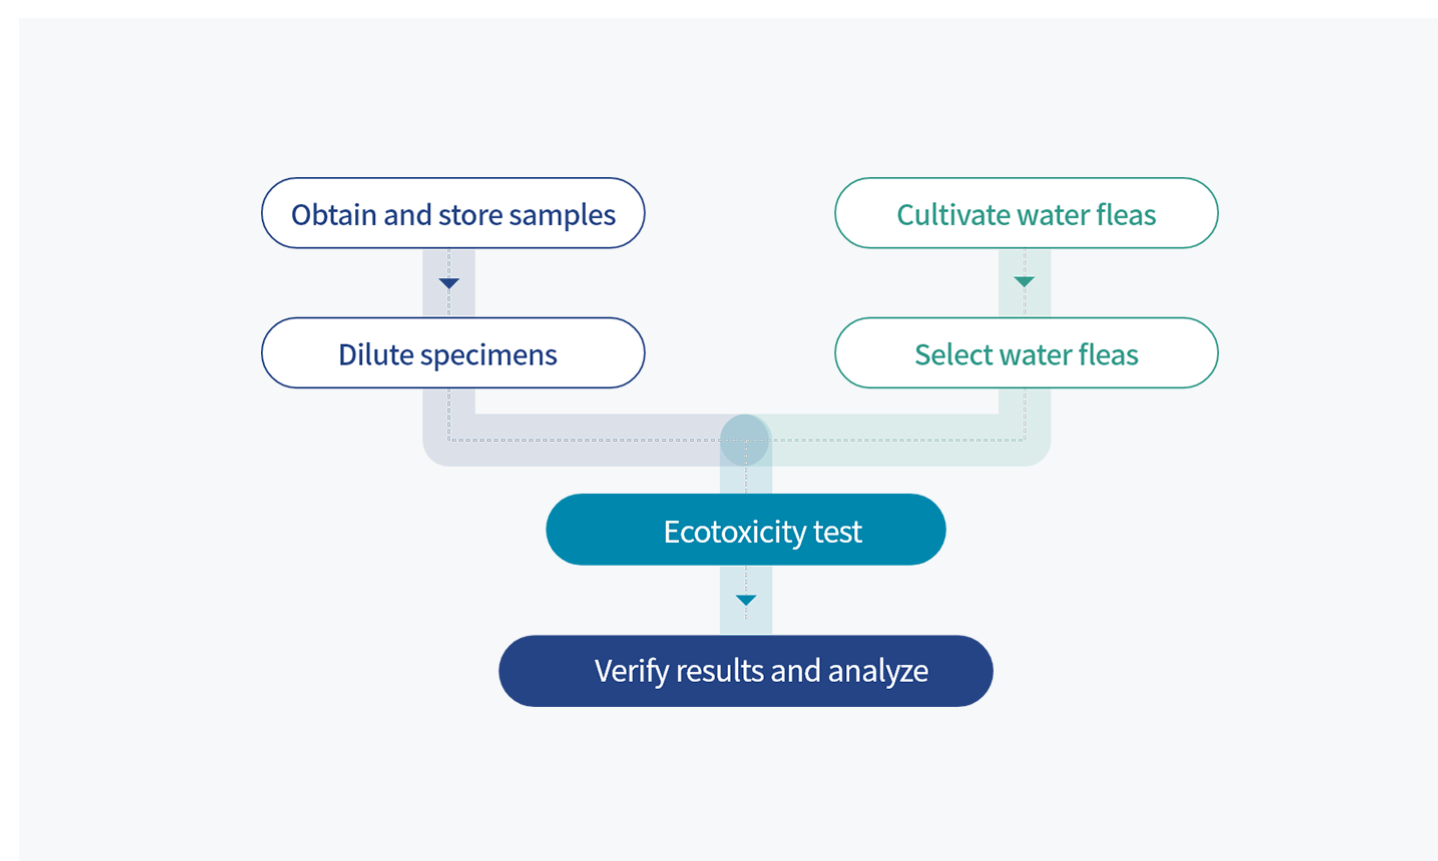 Obtain and store samples
Cultivate water fleas
Dilute specimens
Select water fleas
Ecotoxicity test
Verify results and analyze